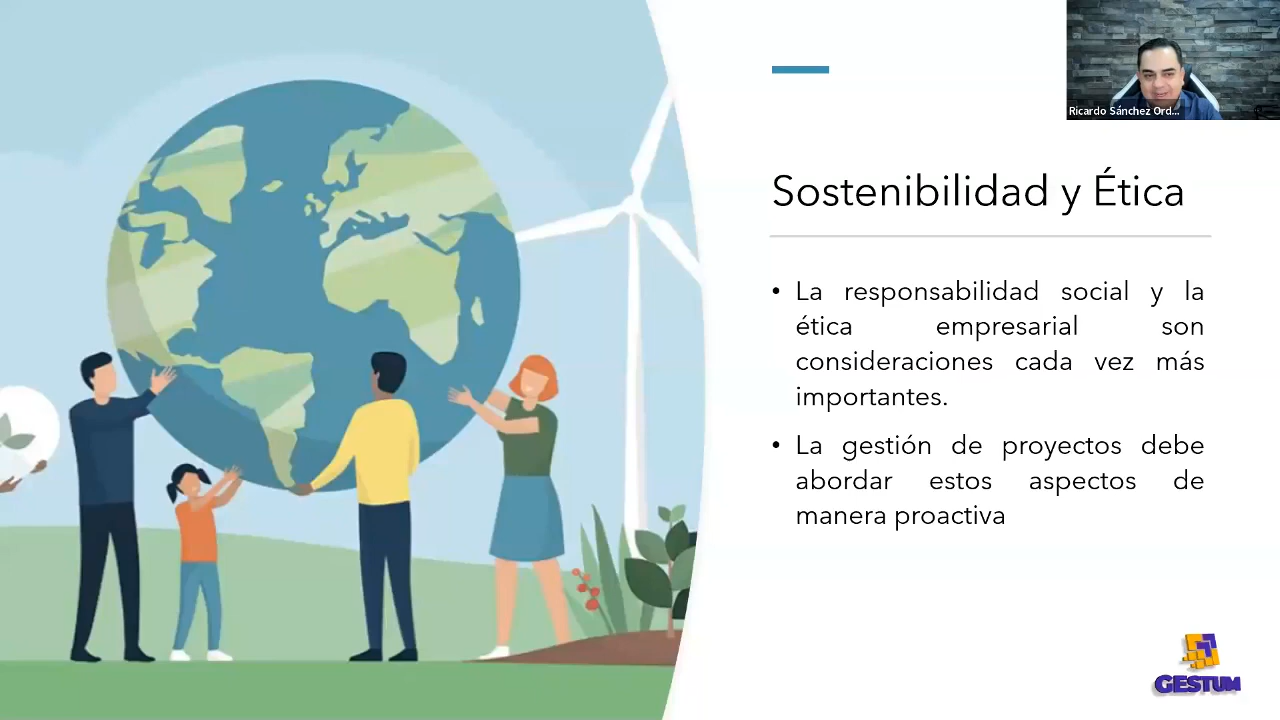 Ricardo Sánchez Ord...
Sostenibilidad y Ética
• La responsabilidad social y la
ética empresarial son
consideraciones cada vez más
importantes.
• La gestión de proyectos debe
abordar estos aspectos de
manera proactiva
GESTUM